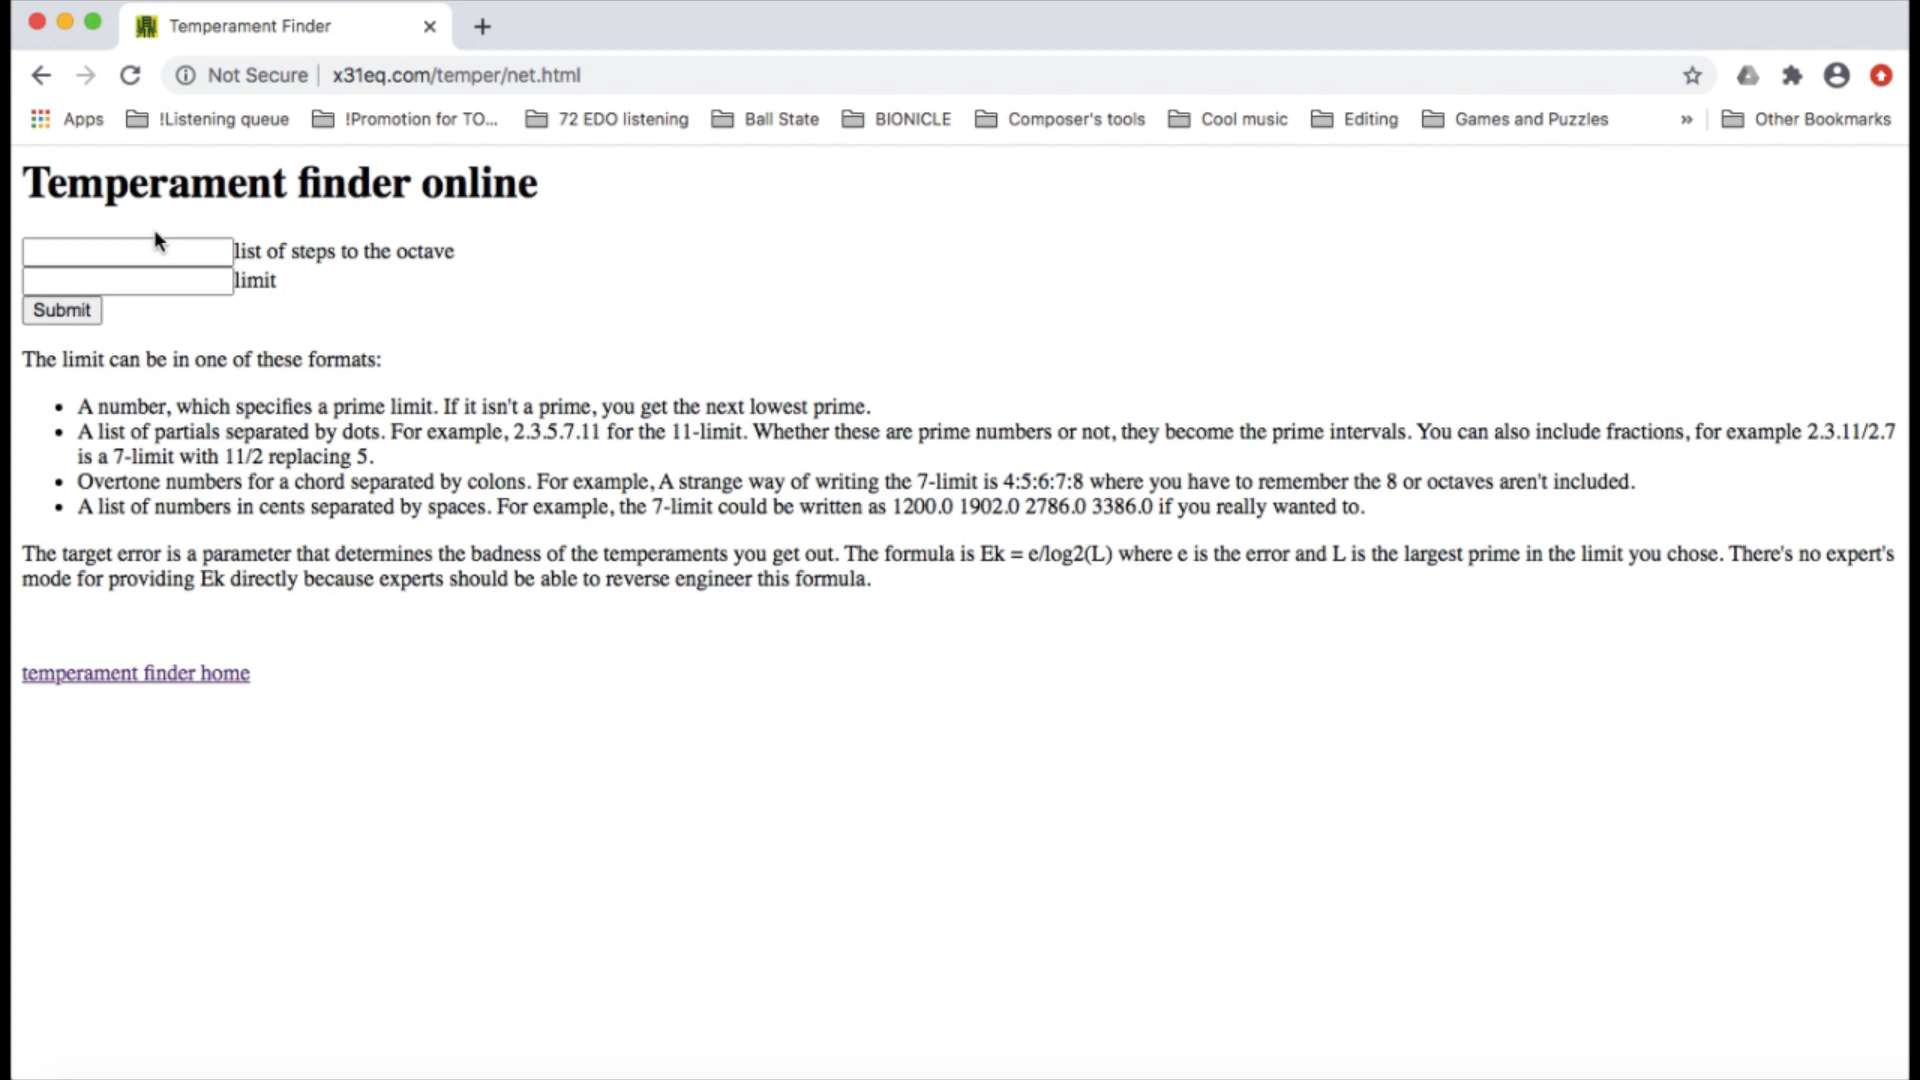 Temperament Finder
Not Secure | x31eq.com/temper/net.html
Apps !Listening queue !Promotion for TO... 72 EDO listening Ball State BIONICLE Composer's tools Cool music Editing Games and Puzzles » Other Bookmarks
Temperament finder online
list of steps to the octave
limit
Submit
The limit can be in one of these formats:
• A number, which specifies a prime limit. If it isn't a prime, you get the next lowest prime.
• A list of partials separated by dots. For example, 2.3.5.7.11 for the 11-limit. Whether these are prime numbers or not, they become the prime intervals. You can also include fractions, for example 2.3.11/2.7
is a 7-limit with 11/2 replacing 5.
• Overtone numbers for a chord separated by colons. For example, A strange way of writing the 7-limit is 4:5:6:7:8 where you have to remember the 8 or octaves aren't included.
• A list of numbers in cents separated by spaces. For example, the 7-limit could be written as 1200.0 1902.0 2786.0 3386.0 if you really wanted to.
The target error is a parameter that determines the badness of the temperaments you get out. The formula is Ek = e/log2(L) where e is the error and L is the largest prime in the limit you chose. There's no expert's
mode for providing Ek directly because experts should be able to reverse engineer this formula.
temperament finder home